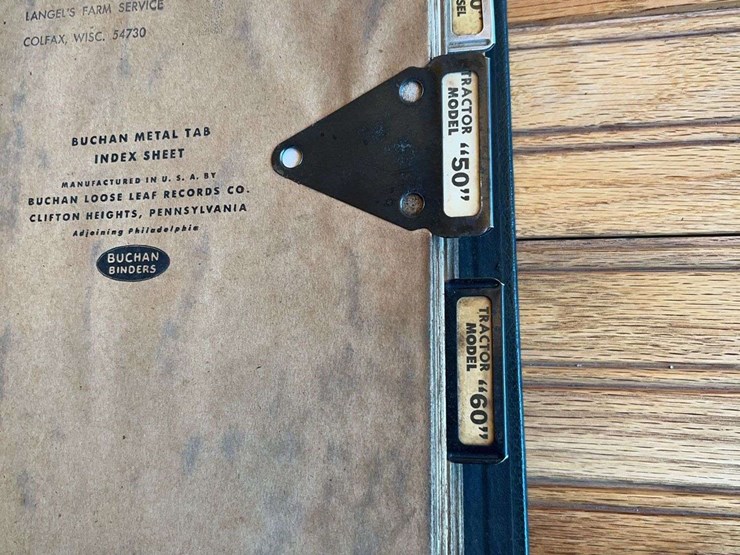 LANGEL'S FARM SERVICE
COLFAX, WISC. 54730
BUCHAN METAL TAB
INDEX SHEET
MANUFACTURED IN U. S. A. BY
BUCHAN LOOSE LEAF RECORDS CO.
CLIFTON HEIGHTS, PENNSYLVANIA
Adjoining Philadelphia
BUCHAN
BINDERS
TRACTOR
MODEL "50"
TRACTOR
MODEL "60"